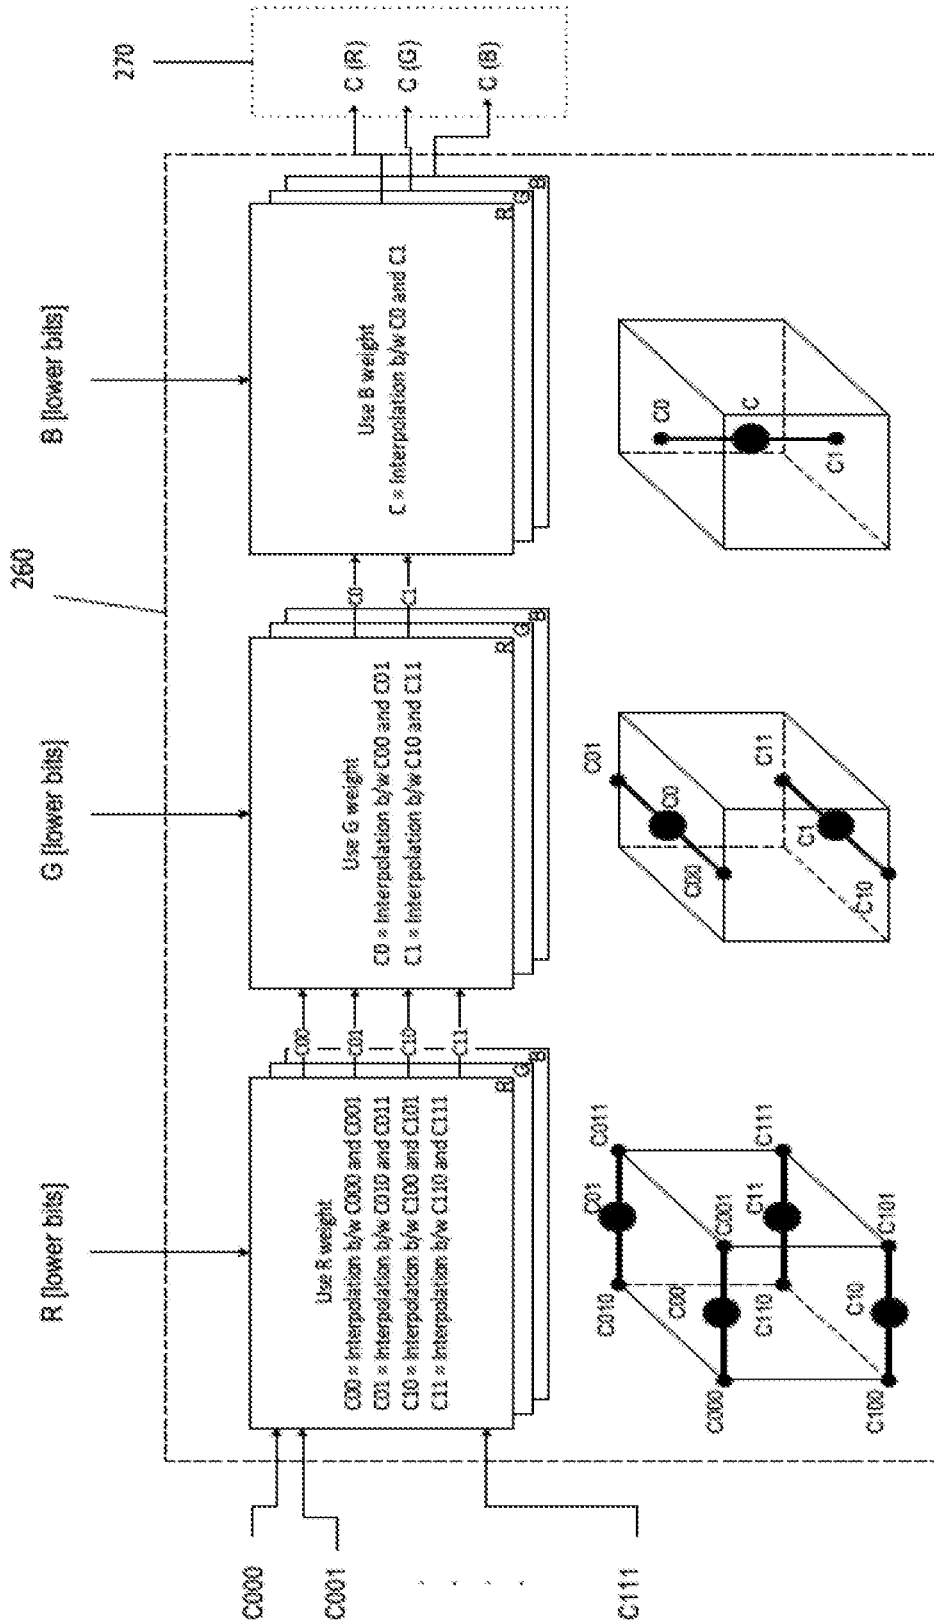 R [lower bits]
G [lower bits]
B [lower bits]
260
270
C000
C001
C111
Use R weight
C00 = Interpolation b/w C000 and C001
C01 = Interpolation b/w C010 and C011
C10 = Interpolation b/w C100 and C101
C11 = Interpolation b/w C110 and C111
R
G
B
C00
C01
C10
C11
Use G weight
C0 = Interpolation b/w C00 and C01
C1 = Interpolation b/w C10 and C11
R
G
B
C0
C1
Use B weight
C = Interpolation b/w C0 and C1
R
G
B
C (R)
C (G)
C (B)
C010
C01
C011
C000
C00
C001
C110
C11
C111
C100
C10
C101
C01
C0
C00
C11
C1
C10
C0
C
C1